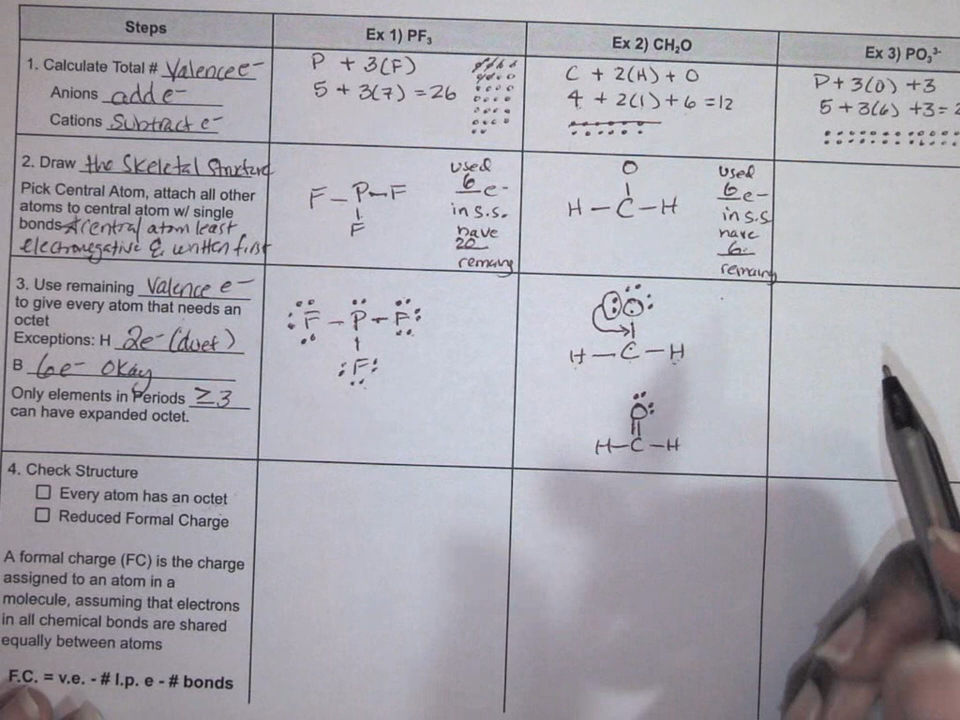 Steps
Ex 1) PF₃
Ex 2) CH₂O
Ex 3) PO₃³⁻
1. Calculate Total # Valence e⁻
Anions add e⁻
Cations Subtract e⁻
P + 3(F)
5 + 3(7) = 26
C + 2(H) + O
4 + 2(1) + 6 = 12
P + 3(O) + 3
5 + 3(6) + 3 = 2
2. Draw the Skeletal Structure
Pick Central Atom, attach all other
atoms to central atom w/ single
bonds * central atom least
electronegative & written first
F – P – F
F
used
6 e-
in s.s.
have
20
remaing
O
H – C – H
used
6 e-
in s.s
have
6
remaing
3. Use remaining Valence e⁻
to give every atom that needs an
octet
Exceptions: H 2e⁻ (duet)
B 6e⁻ okay
Only elements in Periods ≥ 3
can have expanded octet.
:F – P – F:
:F:
:O:
H – C – H
O:
H – C – H
4. Check Structure
☐ Every atom has an octet
☐ Reduced Formal Charge
A formal charge (FC) is the charge
assigned to an atom in a
molecule, assuming that electrons
in all chemical bonds are shared
equally between atoms
F.C. = v.e. - # l.p. e - # bonds